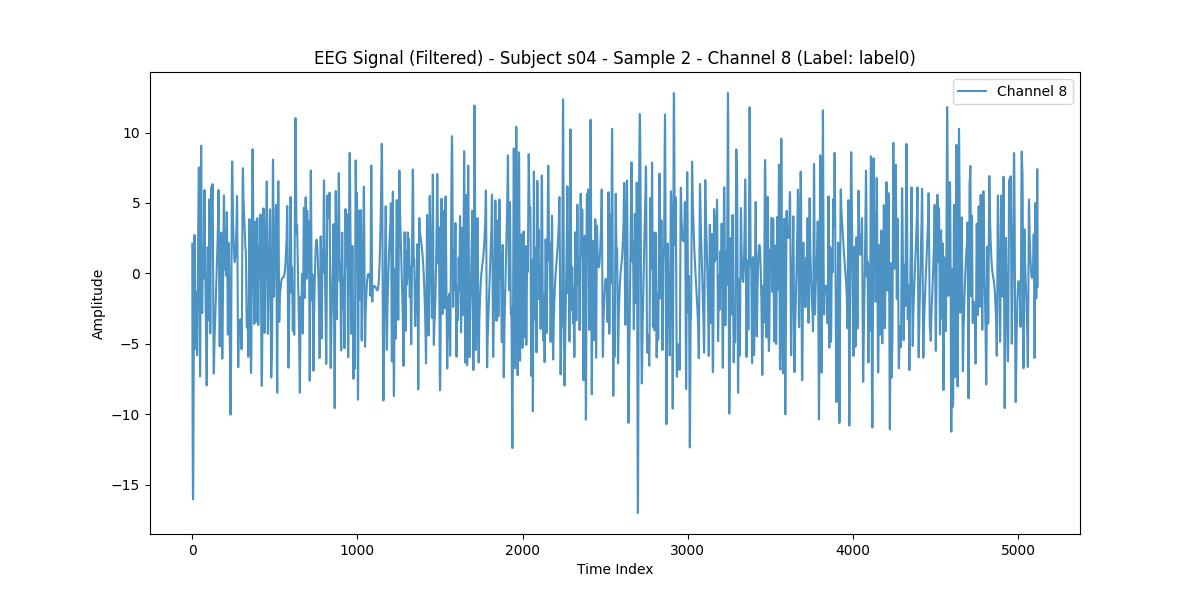 EEG Signal (Filtered) - Subject s04 - Sample 2 - Channel 8 (Label: label0)
Channel 8
10
5
0
−5
−10
−15
Amplitude
0 1000 2000 3000 4000 5000
Time Index